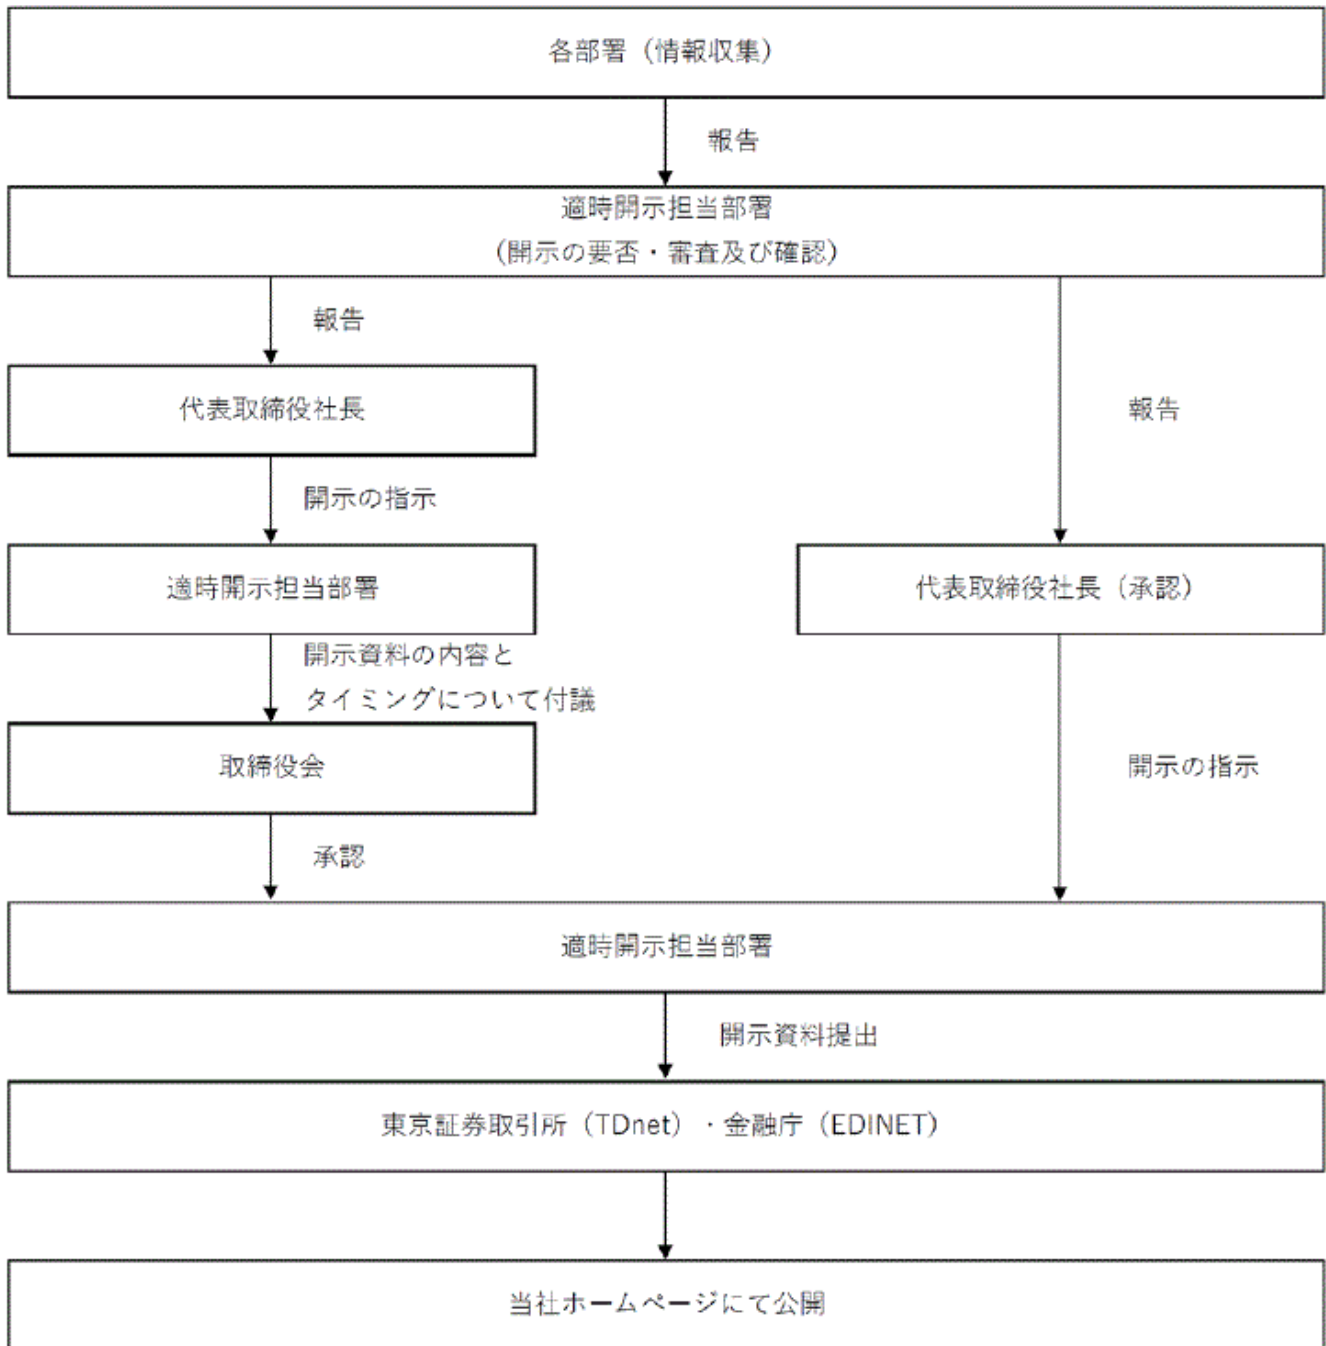 各部署（情報収集）
報告
適時開示担当部署
（開示の要否・審査及び確認）
報告
代表取締役社長
報告
開示の指示
適時開示担当部署
代表取締役社長（承認）
開示資料の内容と
タイミングについて付議
取締役会
開示の指示
承認
適時開示担当部署
開示資料提出
東京証券取引所（TDnet）・金融庁（EDINET）
当社ホームページにて公開